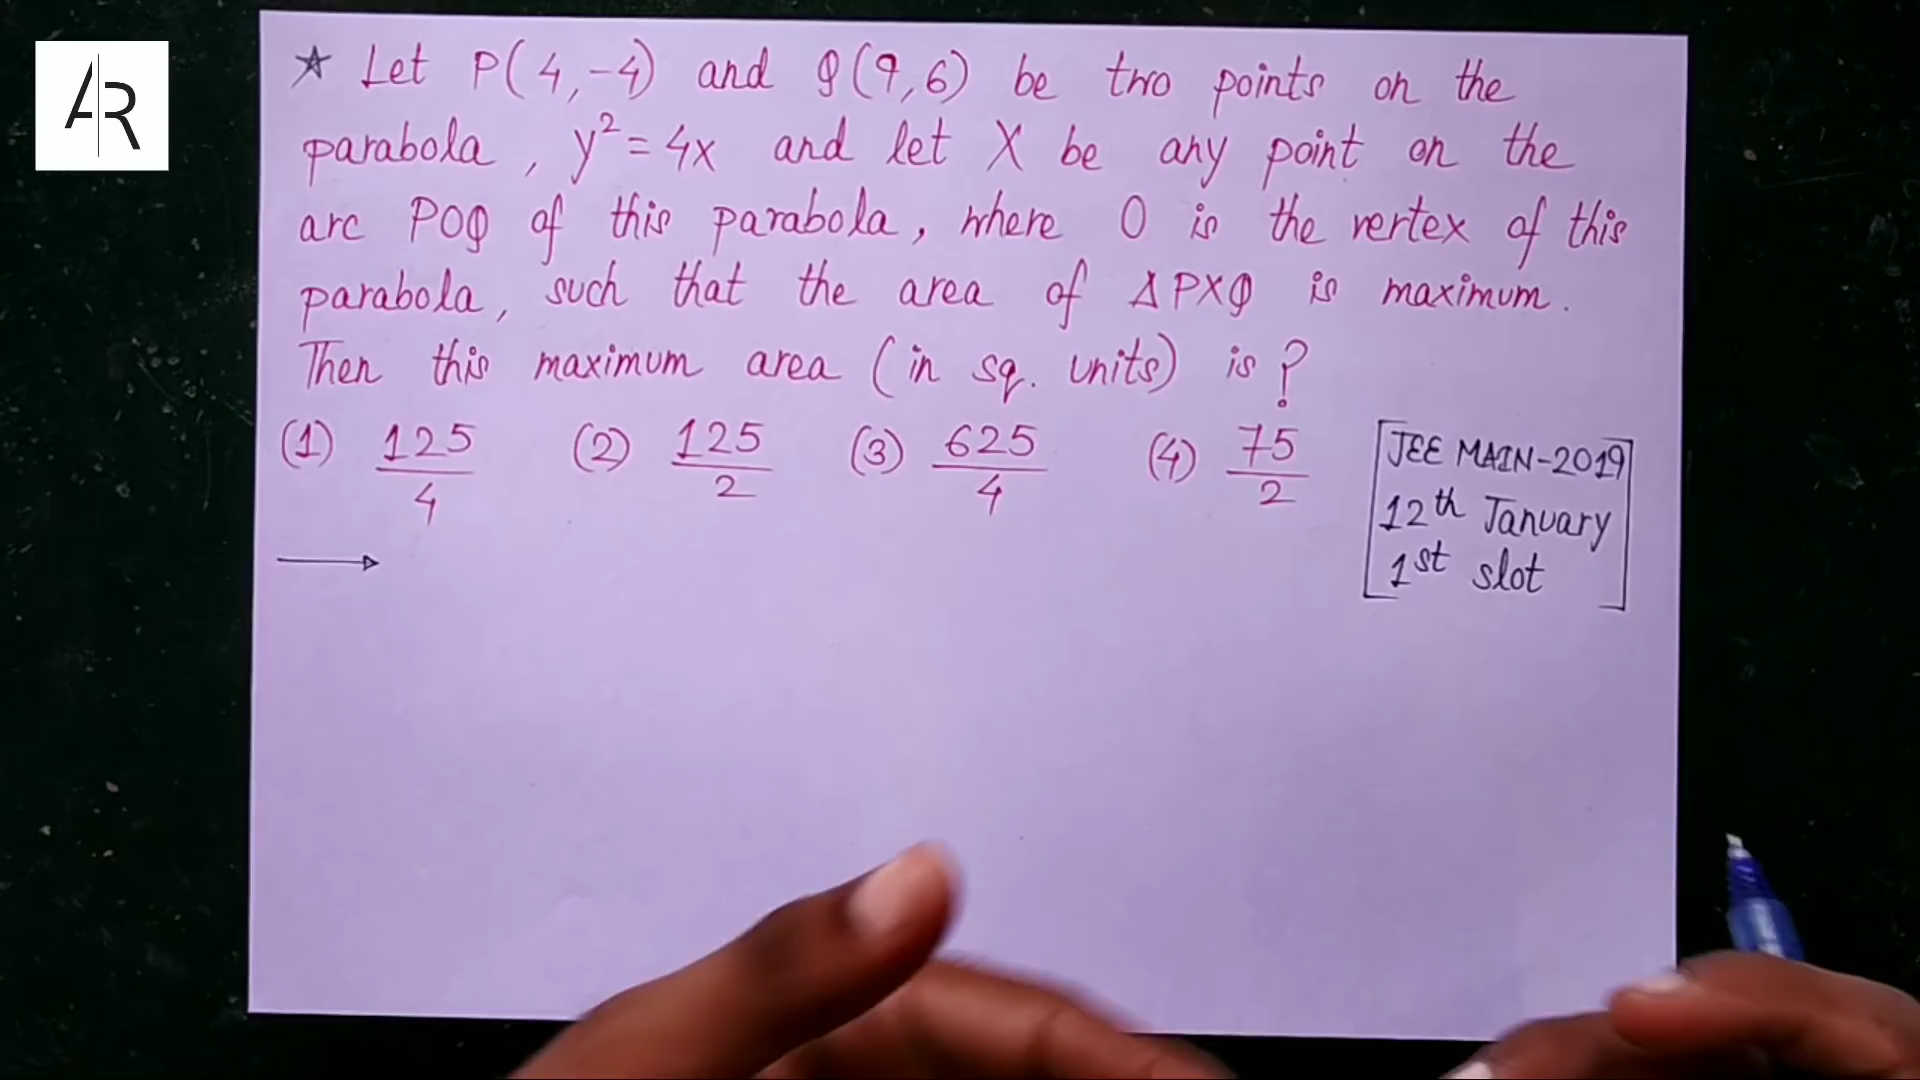 AR
☆ Let P(4,-4) and Q(9,6) be two points on the
parabola, y²=4x and let X be any point on the
arc POQ of this parabola, where O is the vertex of this
parabola, such that the area of ΔPXQ is maximum.
Then this maximum area (in sq. units) is?
(1) 125/4 (2) 125/2 (3) 625/4 (4) 75/2
[JEE MAIN-2019
12th January
1st slot]